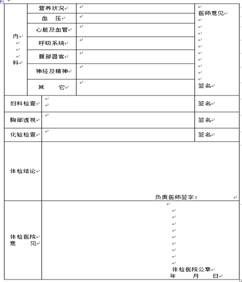 营养状况
医师意见
血 压
心脏及血管
呼吸系统
腹部器官
神经及精神
其 它
签名
内
科
妇科检查
签名
胸部透视
签名
化验检查
签名
体检结论
负责医师签字：
体检医院
意 见
体检医院公章
年 月 日